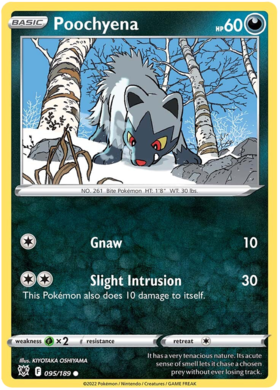 BASIC Poochyena HP60
NO. 261 Bite Pokémon HT: 1'8" WT: 30 lbs.
Gnaw 10
Slight Intrusion 30
This Pokémon also does 10 damage to itself.
weakness ×2 resistance retreat
Illus. KIYOTAKA OSHIYAMA
F 095/189
It has a very tenacious nature. Its acute
sense of smell lets it chase a chosen
prey without ever losing track.
©2022 Pokémon / Nintendo / Creatures / GAME FREAK